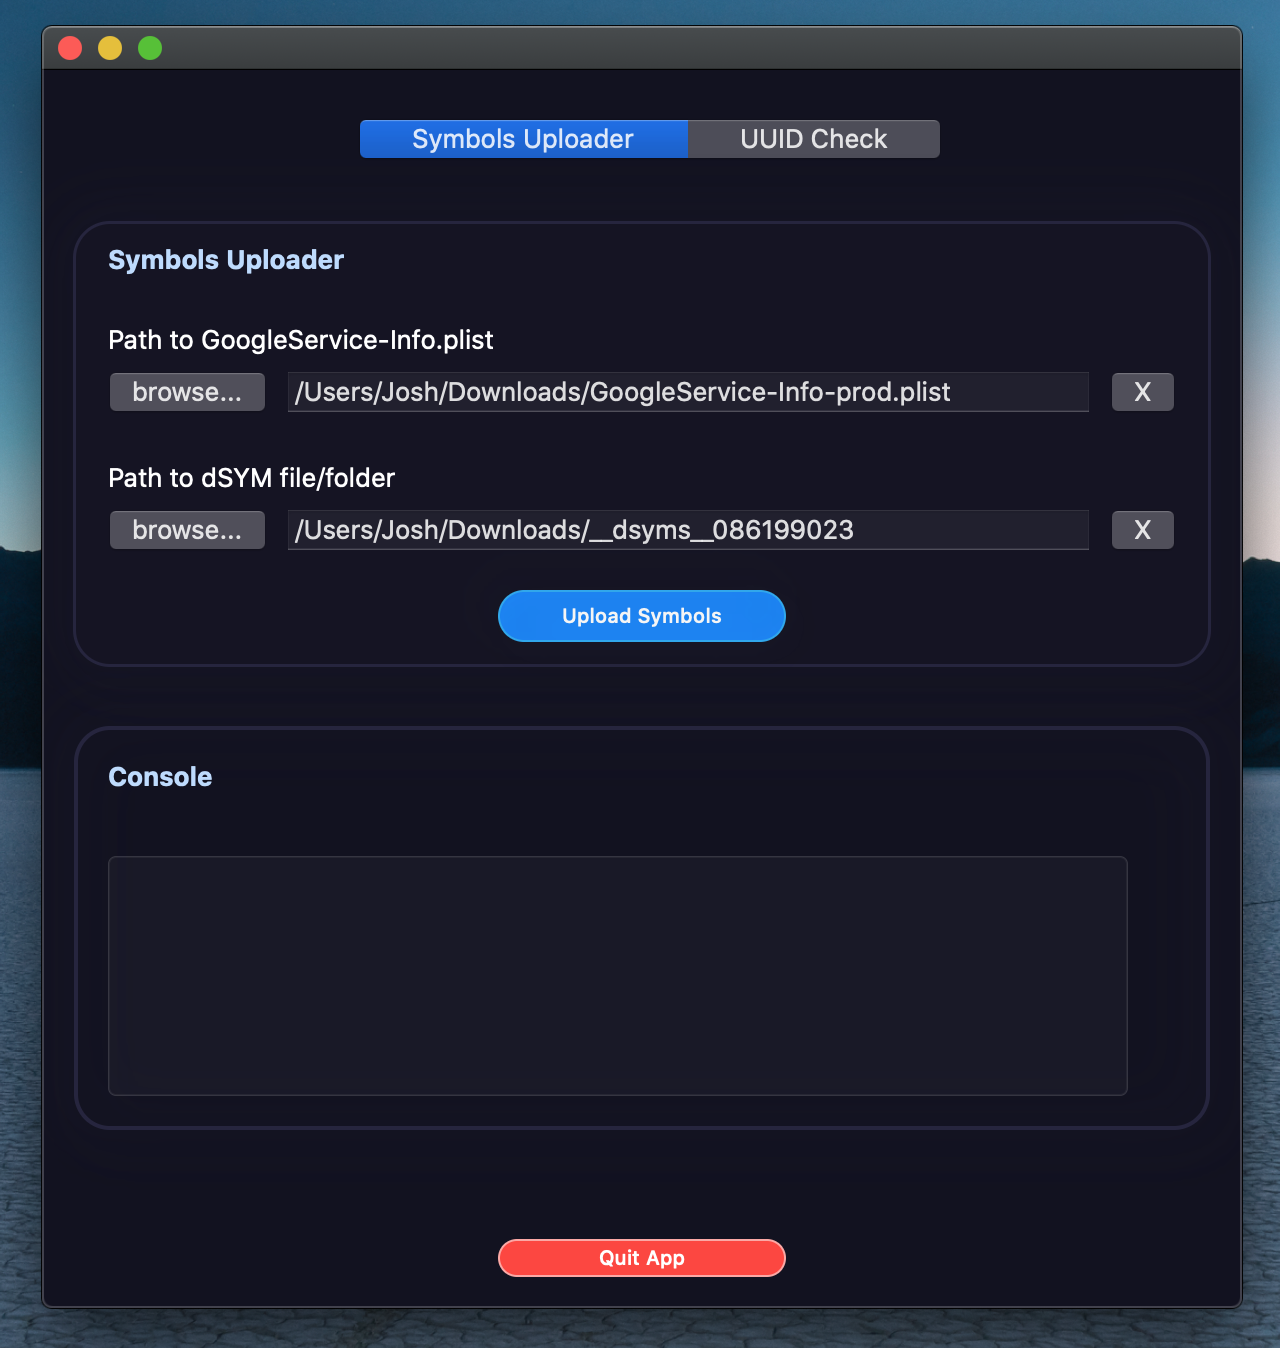 Symbols Uploader UUID Check
Symbols Uploader
Path to GoogleService-Info.plist
browse... /Users/Josh/Downloads/GoogleService-Info-prod.plist X
Path to dSYM file/folder
browse... /Users/Josh/Downloads/__dsyms__086199023 X
Upload Symbols
Console
Quit App